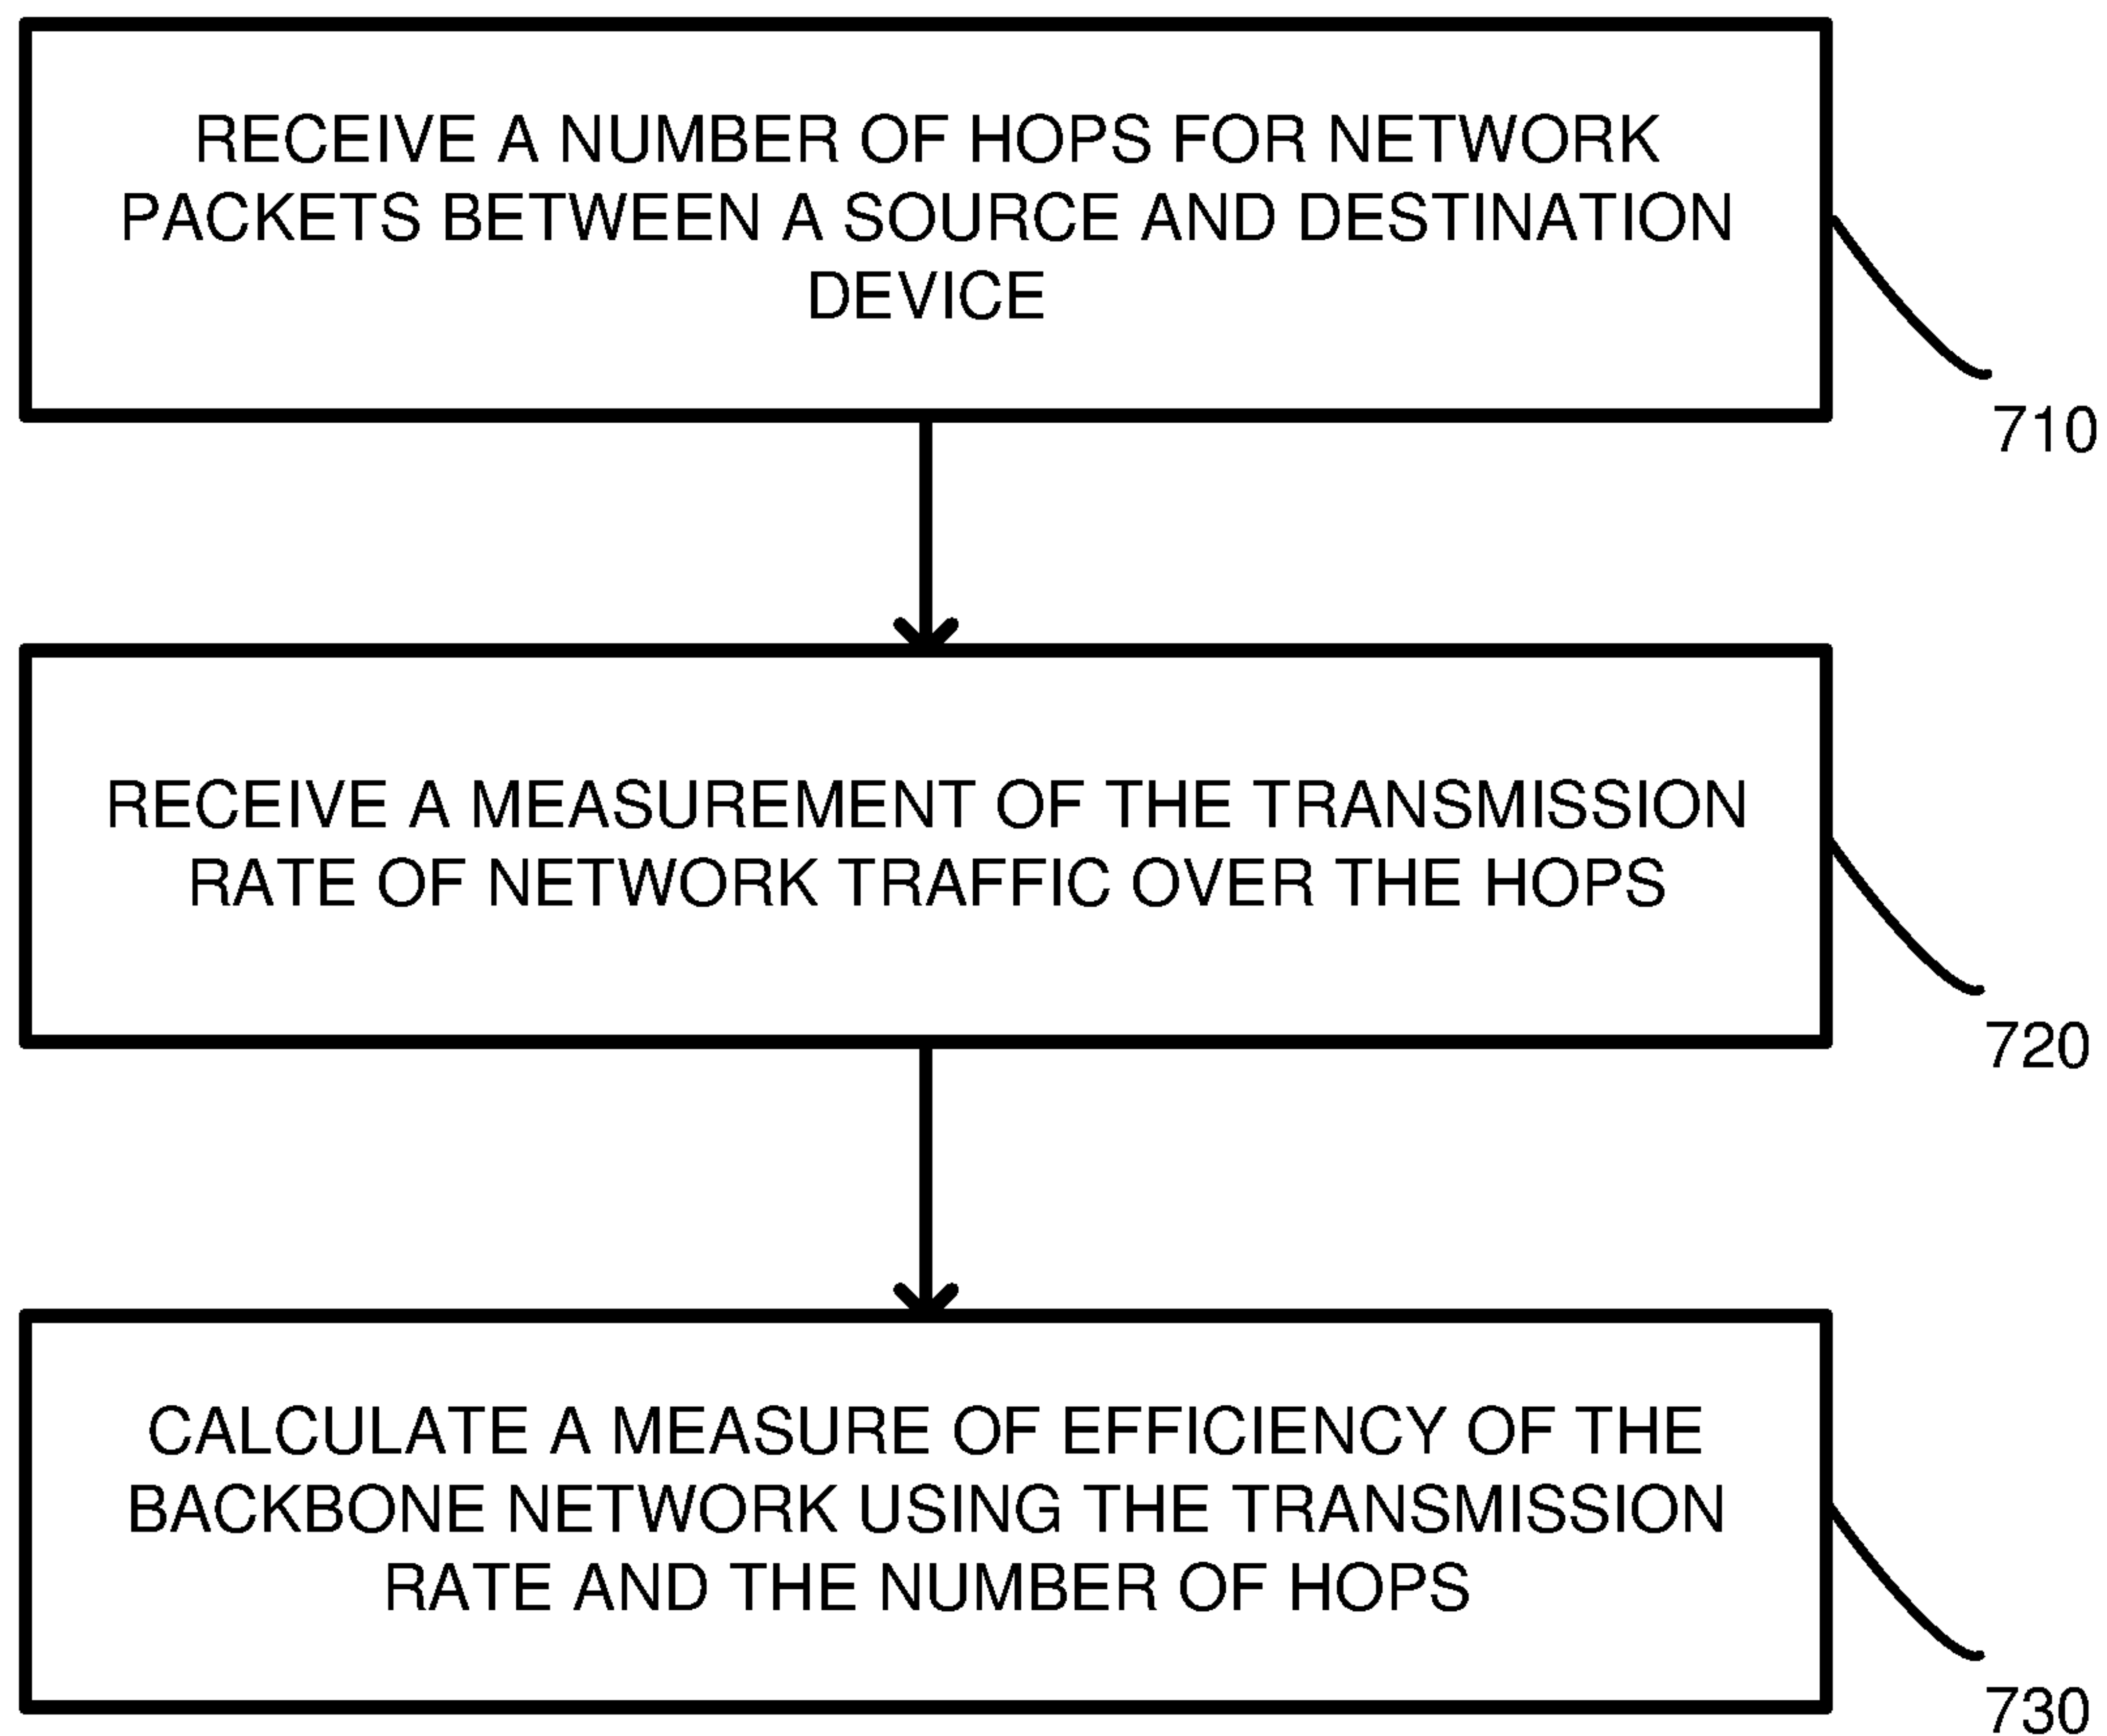 RECEIVE A NUMBER OF HOPS FOR NETWORK
PACKETS BETWEEN A SOURCE AND DESTINATION
DEVICE
710
RECEIVE A MEASUREMENT OF THE TRANSMISSION
RATE OF NETWORK TRAFFIC OVER THE HOPS
720
CALCULATE A MEASURE OF EFFICIENCY OF THE
BACKBONE NETWORK USING THE TRANSMISSION
RATE AND THE NUMBER OF HOPS
730